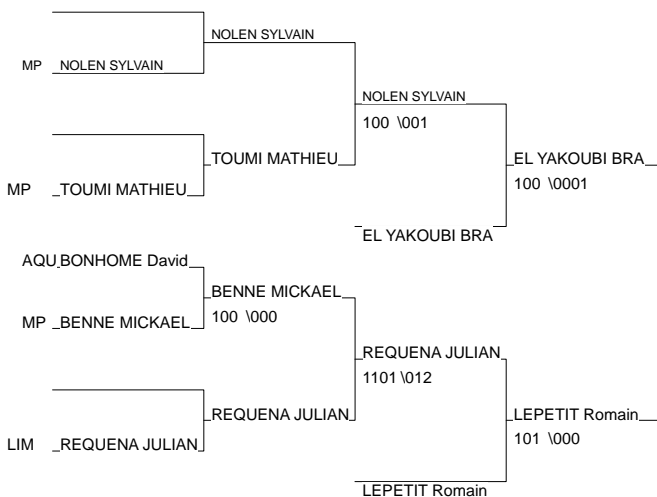 NOLEN SYLVAIN
MP NOLEN SYLVAIN
NOLEN SYLVAIN
100 \001
TOUMI MATHIEU
EL YAKOUBI BRA
100 \0001
MP TOUMI MATHIEU
EL YAKOUBI BRA
AQU BONHOME David
BENNE MICKAEL
100 \000
MP BENNE MICKAEL
REQUENA JULIAN
1101 \012
REQUENA JULIAN
LEPETIT Romain
101 \000
LIM REQUENA JULIAN
LEPETIT Romain